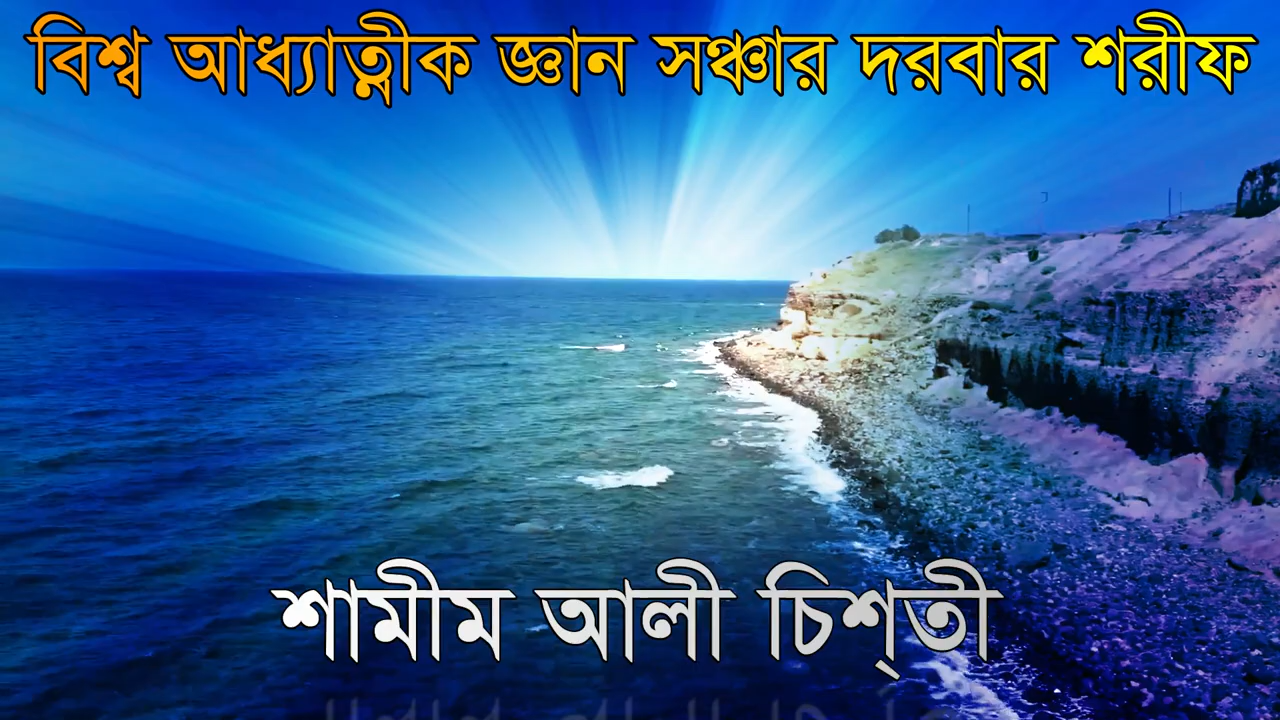 বিশ্ব আধ্যাত্নীক জ্ঞান সঞ্চার দরবার শরীফ
শামীম আলী চিশ্‌তী